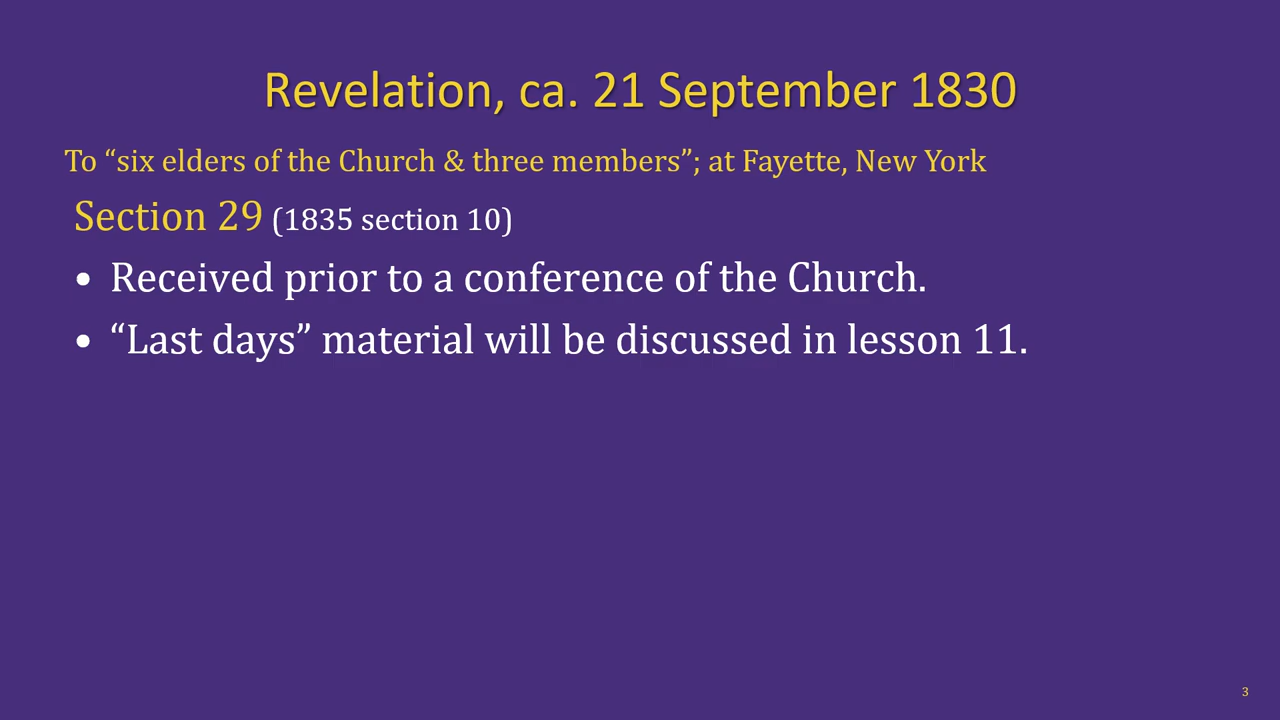 Revelation, ca. 21 September 1830
To “six elders of the Church & three members”; at Fayette, New York
Section 29 (1835 section 10)
• Received prior to a conference of the Church.
• “Last days” material will be discussed in lesson 11.
3